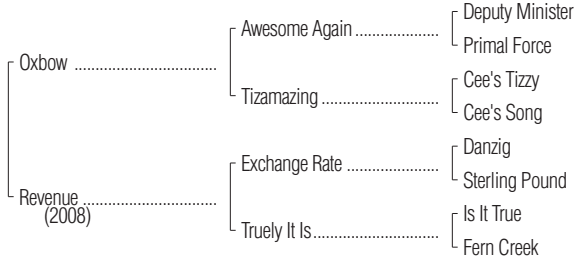 Deputy Minister
Awesome Again ....................
Primal Force
Oxbow ..................................
Cee's Tizzy
Tizamazing ............................
Cee's Song
Danzig
Exchange Rate ......................
Sterling Pound
Revenue ................................
(2008)
Is It True
Truely It Is..............................
Fern Creek